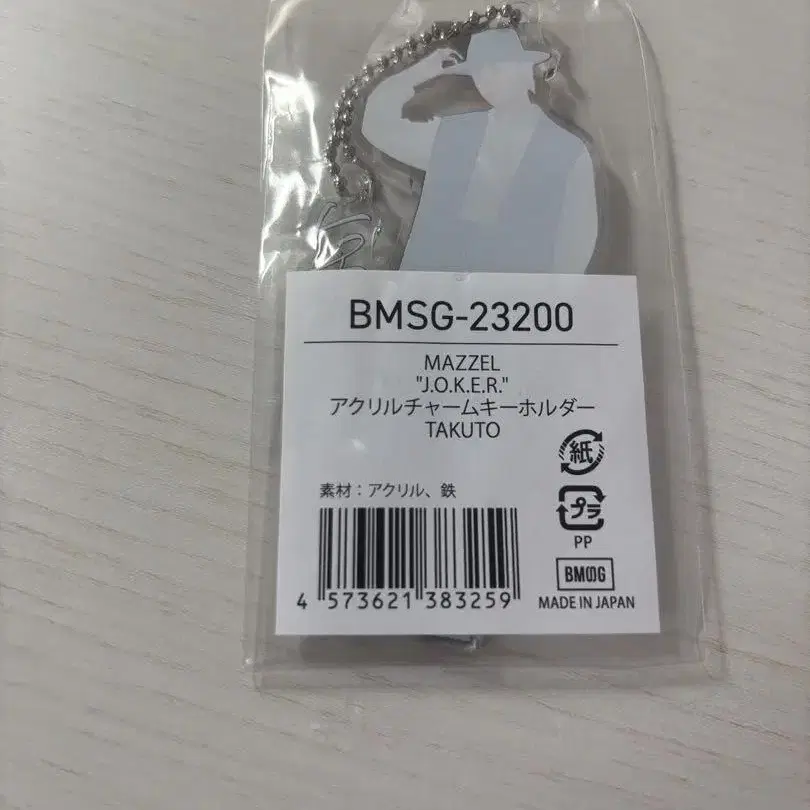 BMSG-23200
MAZZEL
"J.O.K.E.R."
アクリルチャームキーホルダー
TAKUTO
紙
プラ
PP
素材：アクリル、鉄
BMSG
MADE IN JAPAN
4 573621 383259